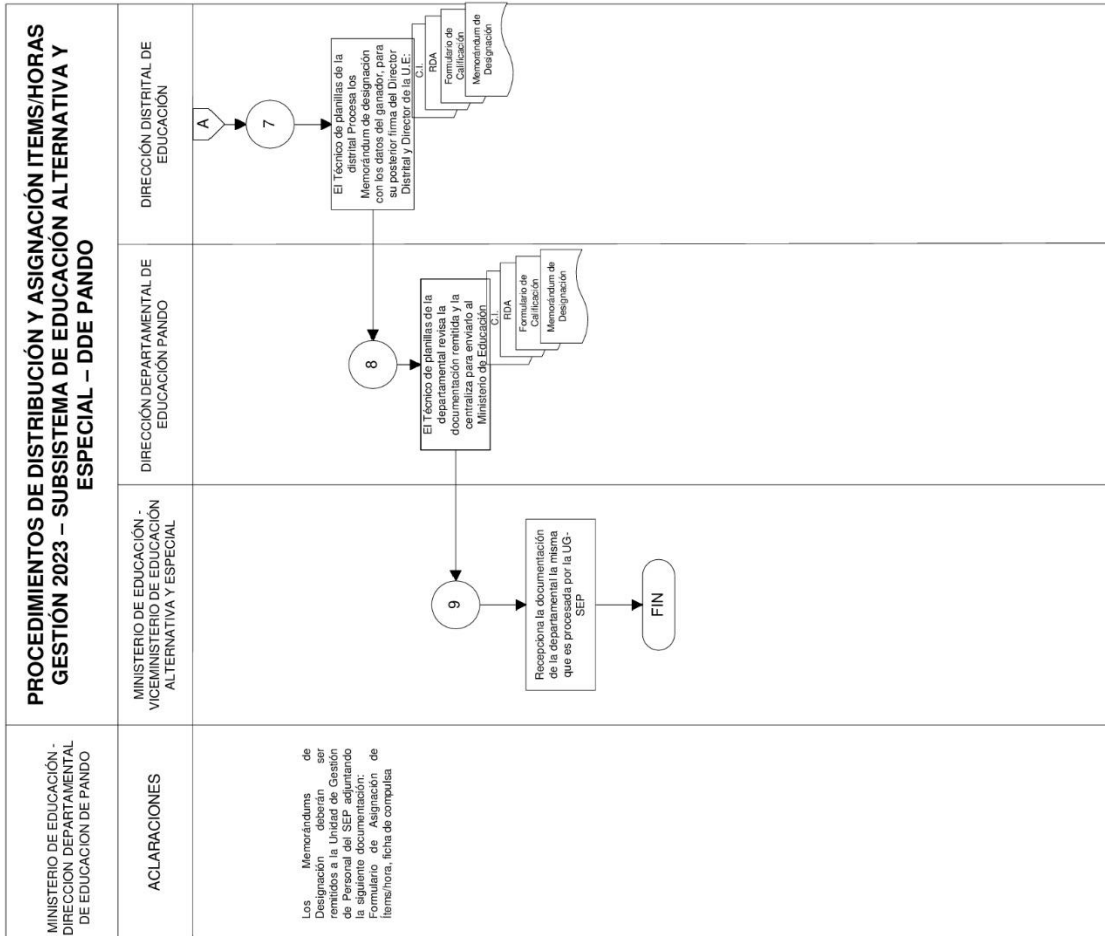 MINISTERIO DE EDUCACIÓN -
DIRECCION DEPARTAMENTAL
DE EDUCACION DE PANDO
PROCEDIMIENTOS DE DISTRIBUCIÓN Y ASIGNACIÓN ITEMS/HORAS
GESTIÓN 2023 – SUBSISTEMA DE EDUCACIÓN ALTERNATIVA Y
ESPECIAL – DDE PANDO
ACLARACIONES
MINISTERIO DE EDUCACIÓN -
VICEMINISTERIO DE EDUCACIÓN
ALTERNATIVA Y ESPECIAL
DIRECCIÓN DEPARTAMENTAL DE
EDUCACIÓN PANDO
DIRECCIÓN DISTRITAL DE
EDUCACIÓN
A
7
El Técnico de planillas de la
distrital Procesa los
Memorándum de designación
con los datos del ganador, para
su posterior firma del Director
Distrital y Director de la U.E:
C.I.
RDA
Formulario de
Calificación
Memorándum de
Designación
8
El Técnico de planillas de la
departamental revisa la
documentación remitida y la
centraliza para enviarlo al
Ministerio de Educación
C.I.
RDA
Formulario de
Calificación
Memorándum de
Designación
9
Recepciona la documentación
de la departamental la misma
que es procesada por la UG-
SEP
FIN
Los Memorándums de
Designación deberán ser
remitidos a la Unidad de Gestión
de Personal del SEP adjuntando
la siguiente documentación:
Formulario de Asignación de
Ítems/hora, ficha de compulsa